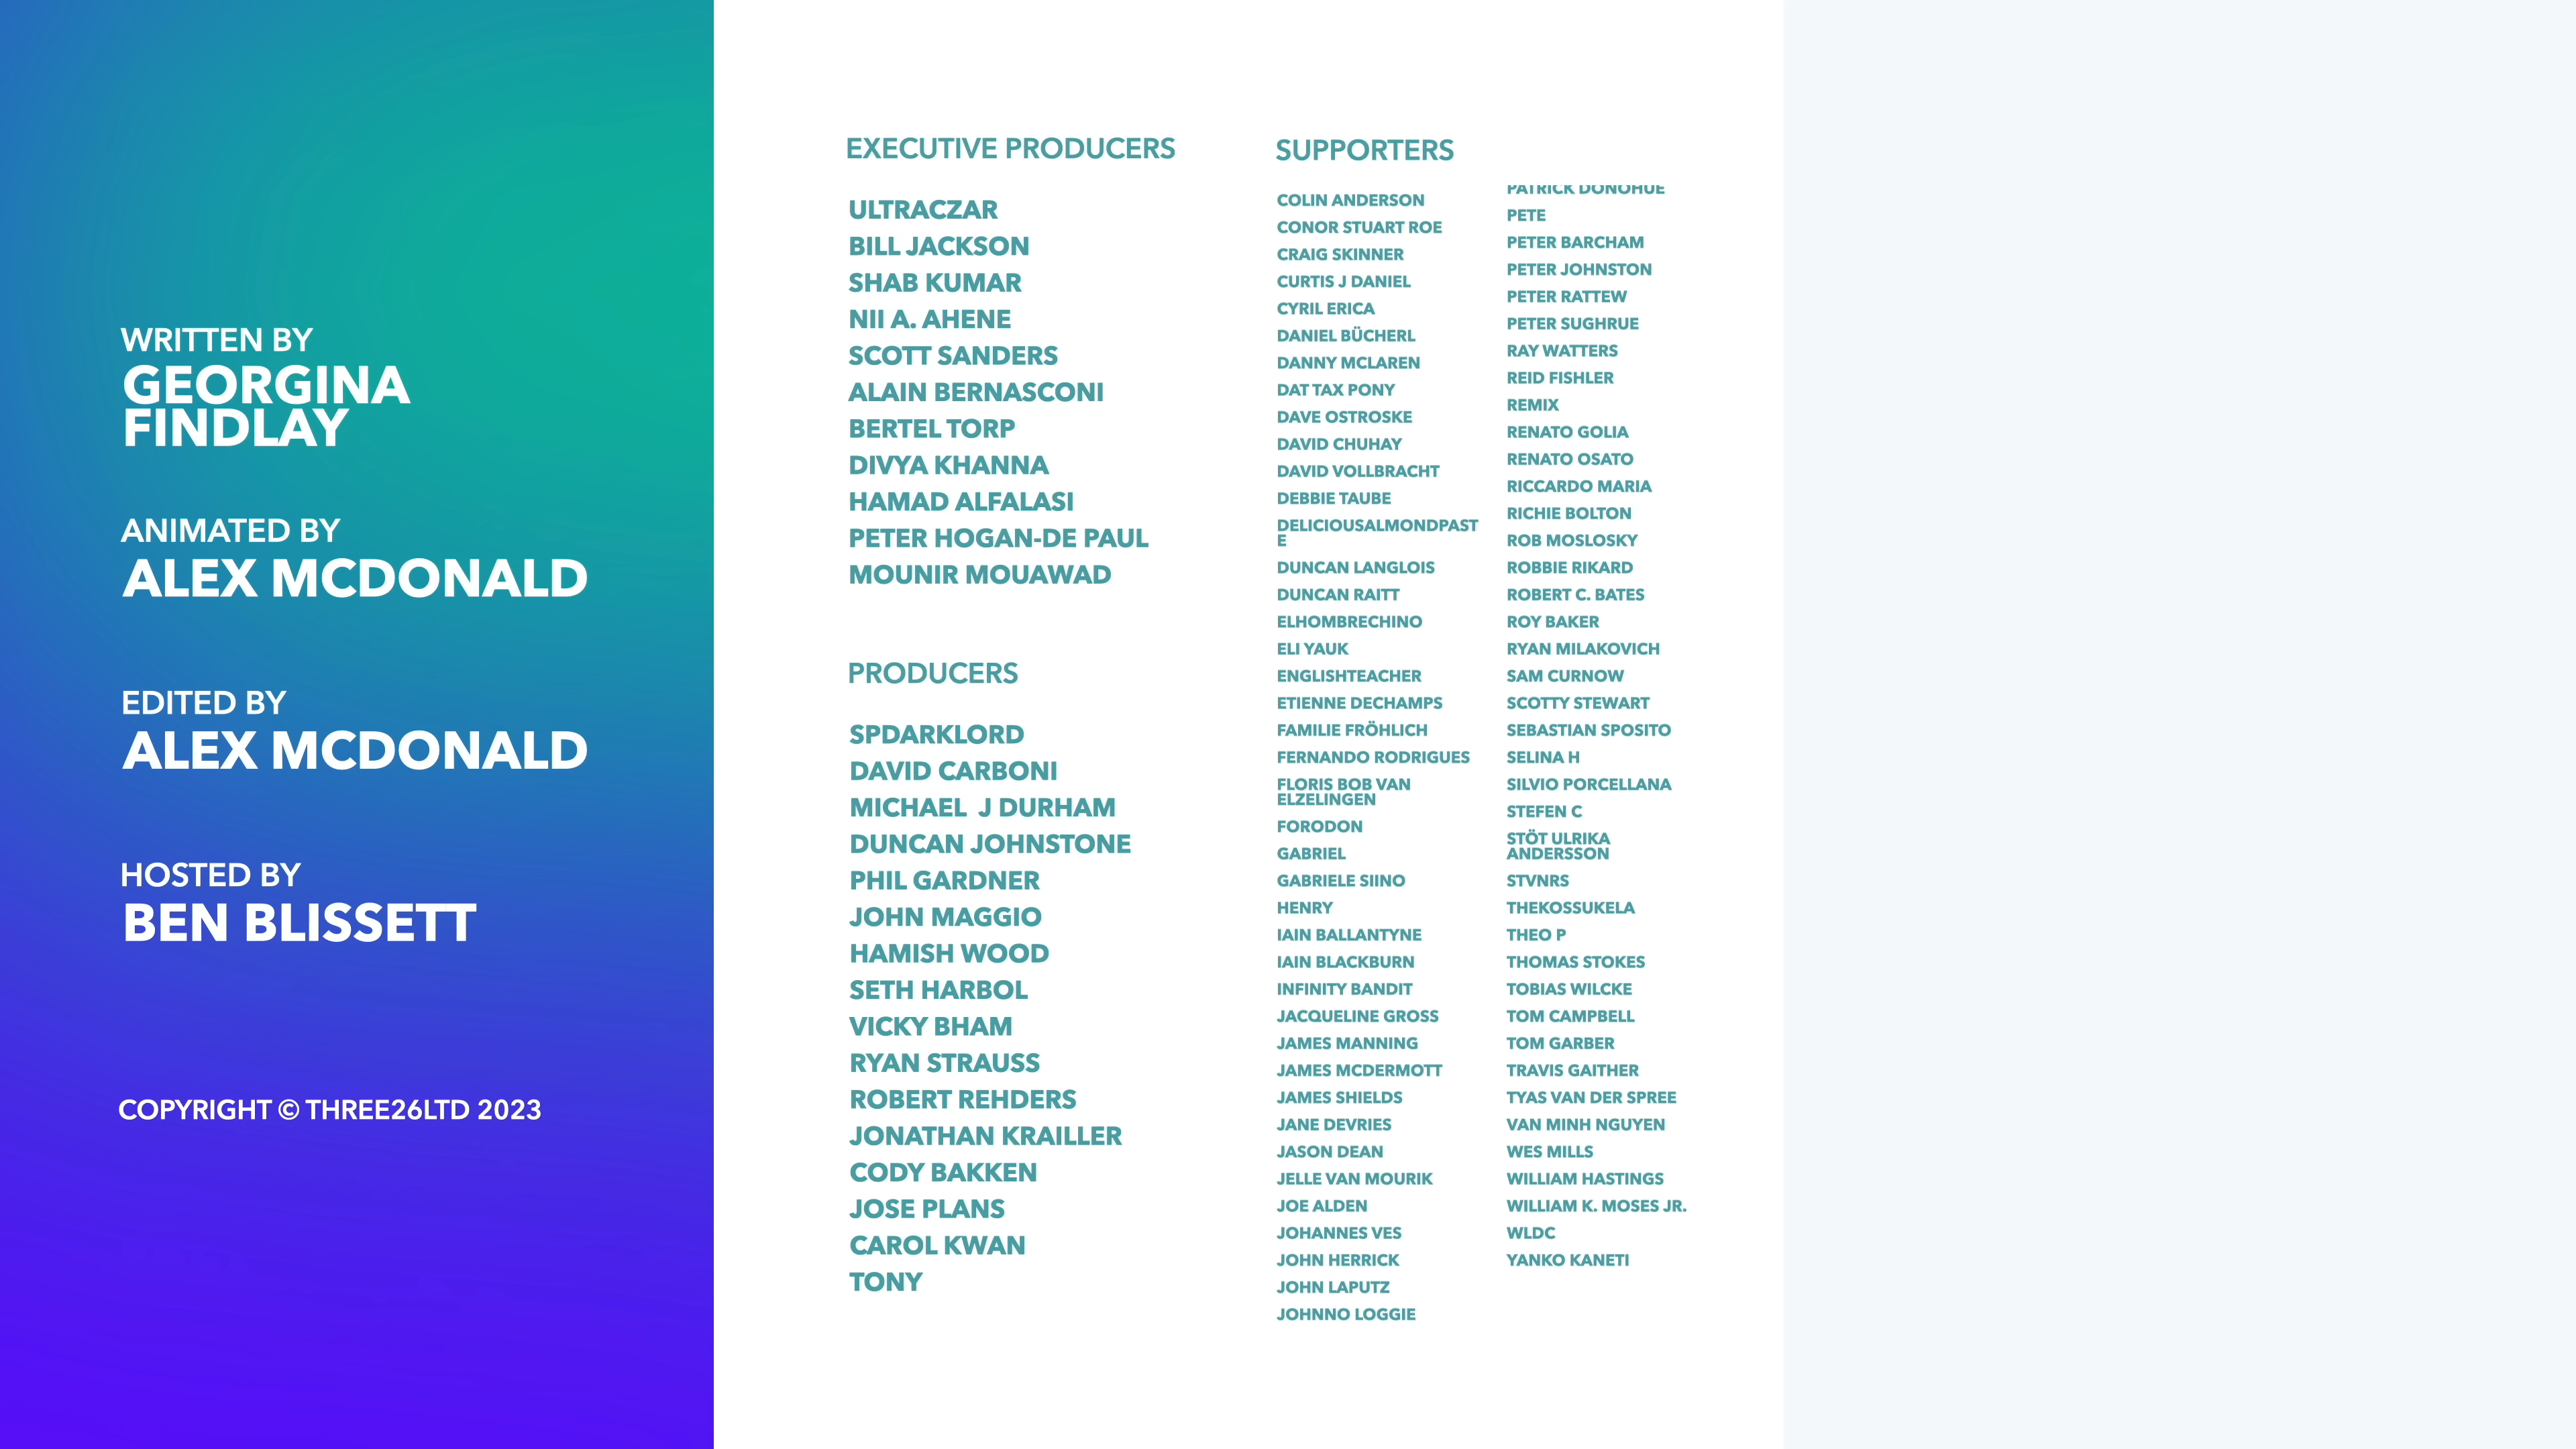 WRITTEN BY
GEORGINA
FINDLAY
ANIMATED BY
ALEX MCDONALD
EDITED BY
ALEX MCDONALD
HOSTED BY
BEN BLISSETT
COPYRIGHT © THREE26LTD 2023
EXECUTIVE PRODUCERS
ULTRACZAR
BILL JACKSON
SHAB KUMAR
NII A. AHENE
SCOTT SANDERS
ALAIN BERNASCONI
BERTEL TORP
DIVYA KHANNA
HAMAD ALFALASI
PETER HOGAN-DE PAUL
MOUNIR MOUAWAD
PRODUCERS
SPDARKLORD
DAVID CARBONI
MICHAEL  J DURHAM
DUNCAN JOHNSTONE
PHIL GARDNER
JOHN MAGGIO
HAMISH WOOD
SETH HARBOL
VICKY BHAM
RYAN STRAUSS
ROBERT REHDERS
JONATHAN KRAILLER
CODY BAKKEN
JOSE PLANS
CAROL KWAN
TONY
SUPPORTERS
COLIN ANDERSON
CONOR STUART ROE
CRAIG SKINNER
CURTIS J DANIEL
CYRIL ERICA
DANIEL BÜCHERL
DANNY MCLAREN
DAT TAX PONY
DAVE OSTROSKE
DAVID CHUHAY
DAVID VOLLBRACHT
DEBBIE TAUBE
DELICIOUSALMONDPAST
E
DUNCAN LANGLOIS
DUNCAN RAITT
ELHOMBRECHINO
ELI YAUK
ENGLISHTEACHER
ETIENNE DECHAMPS
FAMILIE FRÖHLICH
FERNANDO RODRIGUES
FLORIS BOB VAN
ELZELINGEN
FORODON
GABRIEL
GABRIELE SIINO
HENRY
IAIN BALLANTYNE
IAIN BLACKBURN
INFINITY BANDIT
JACQUELINE GROSS
JAMES MANNING
JAMES MCDERMOTT
JAMES SHIELDS
JANE DEVRIES
JASON DEAN
JELLE VAN MOURIK
JOE ALDEN
JOHANNES VES
JOHN HERRICK
JOHN LAPUTZ
JOHNNO LOGGIE
PATRICK DONOHUE
PETE
PETER BARCHAM
PETER JOHNSTON
PETER RATTEW
PETER SUGHRUE
RAY WATTERS
REID FISHLER
REMIX
RENATO GOLIA
RENATO OSATO
RICCARDO MARIA
RICHIE BOLTON
ROB MOSLOSKY
ROBBIE RIKARD
ROBERT C. BATES
ROY BAKER
RYAN MILAKOVICH
SAM CURNOW
SCOTTY STEWART
SEBASTIAN SPOSITO
SELINA H
SILVIO PORCELLANA
STEFEN C
STÖT ULRIKA
ANDERSSON
STVNRS
THEKOSSUKELA
THEO P
THOMAS STOKES
TOBIAS WILCKE
TOM CAMPBELL
TOM GARBER
TRAVIS GAITHER
TYAS VAN DER SPREE
VAN MINH NGUYEN
WES MILLS
WILLIAM HASTINGS
WILLIAM K. MOSES JR.
WLDC
YANKO KANETI